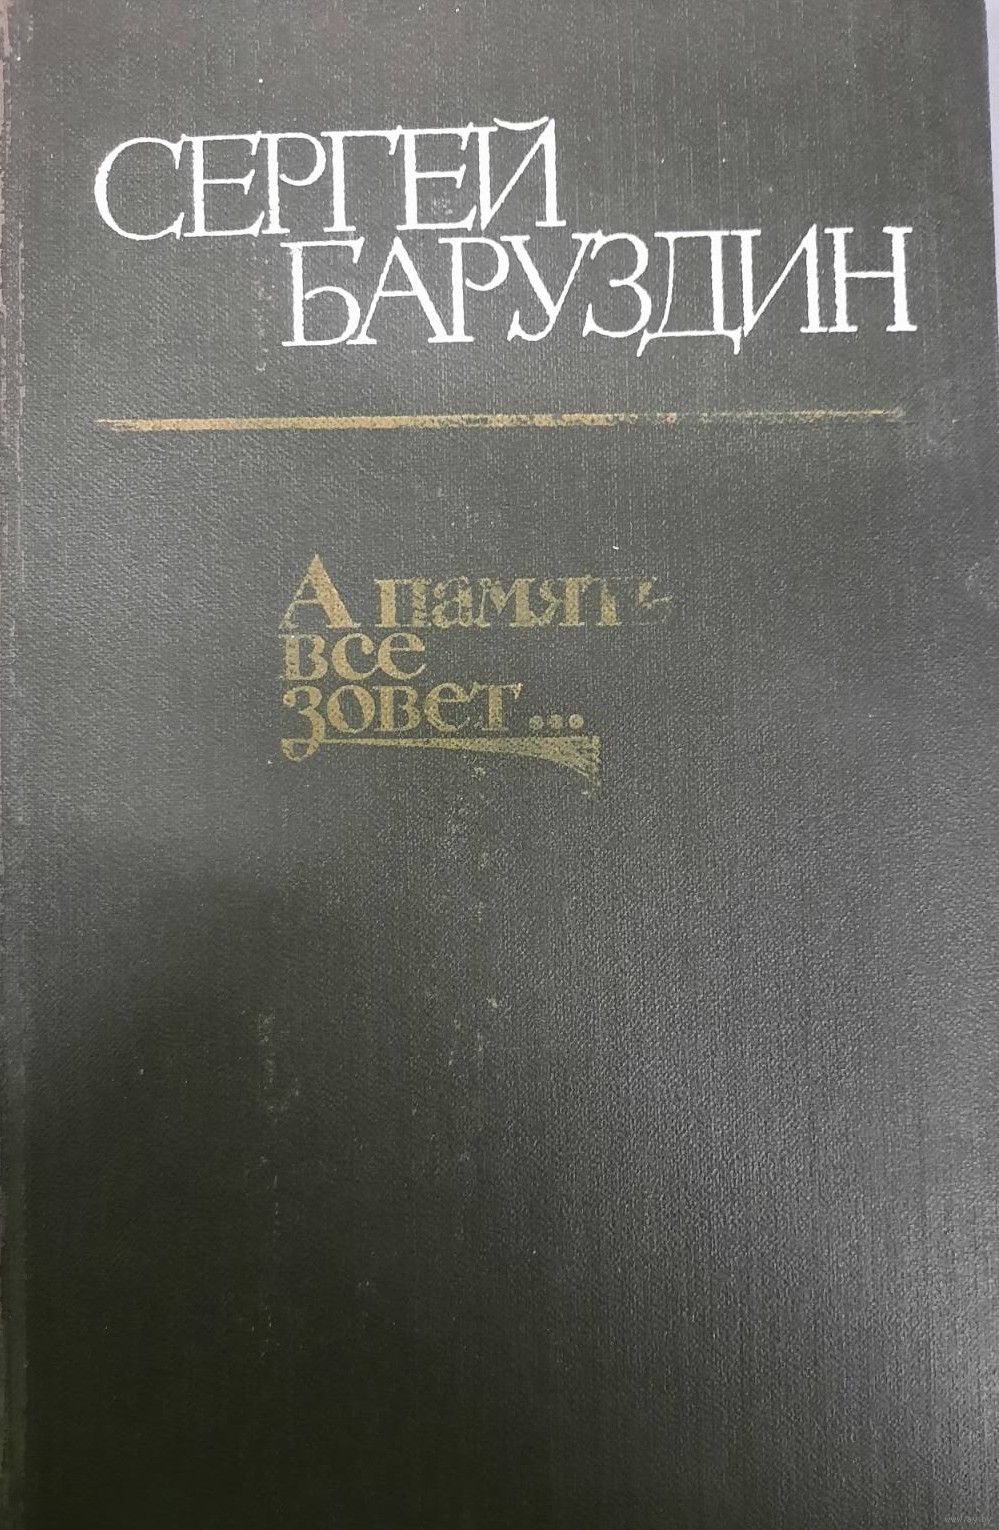 СЕРГЕЙ
БАРУЗДИН
А память
все
зовет...